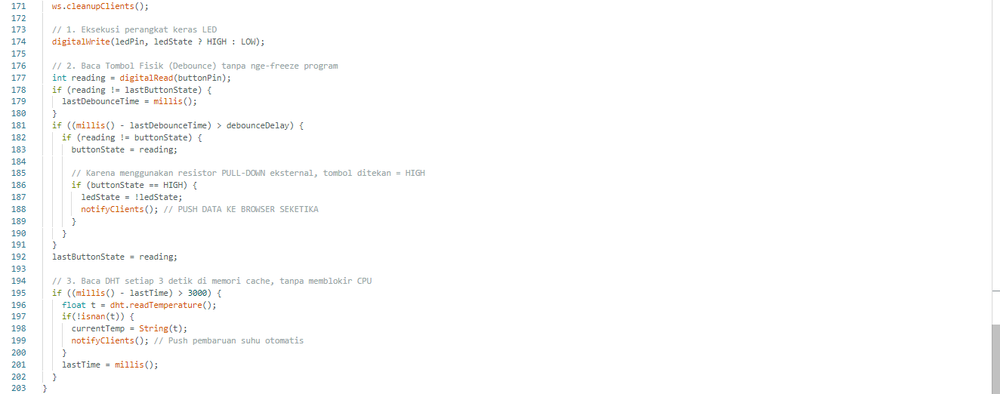 171 ws.cleanupClients();
172
173 // 1. Eksekusi perangkat keras LED
174 digitalWrite(ledPin, ledState ? HIGH : LOW);
175
176 // 2. Baca Tombol Fisik (Debounce) tanpa nge-freeze program
177 int reading = digitalRead(buttonPin);
178 if (reading != lastButtonState) {
179 lastDebounceTime = millis();
180 }
181 if ((millis() - lastDebounceTime) > debounceDelay) {
182 if (reading != buttonState) {
183 buttonState = reading;
184
185 // Karena menggunakan resistor PULL-DOWN eksternal, tombol ditekan = HIGH
186 if (buttonState == HIGH) {
187 ledState = !ledState;
188 notifyClients(); // PUSH DATA KE BROWSER SEKETIKA
189 }
190 }
191 }
192 lastButtonState = reading;
193
194 // 3. Baca DHT setiap 3 detik di memori cache, tanpa memblokir CPU
195 if ((millis() - lastTime) > 3000) {
196 float t = dht.readTemperature();
197 if(!isnan(t)) {
198 currentTemp = String(t);
199 notifyClients(); // Push pembaruan suhu otomatis
200 }
201 lastTime = millis();
202 }
203 }